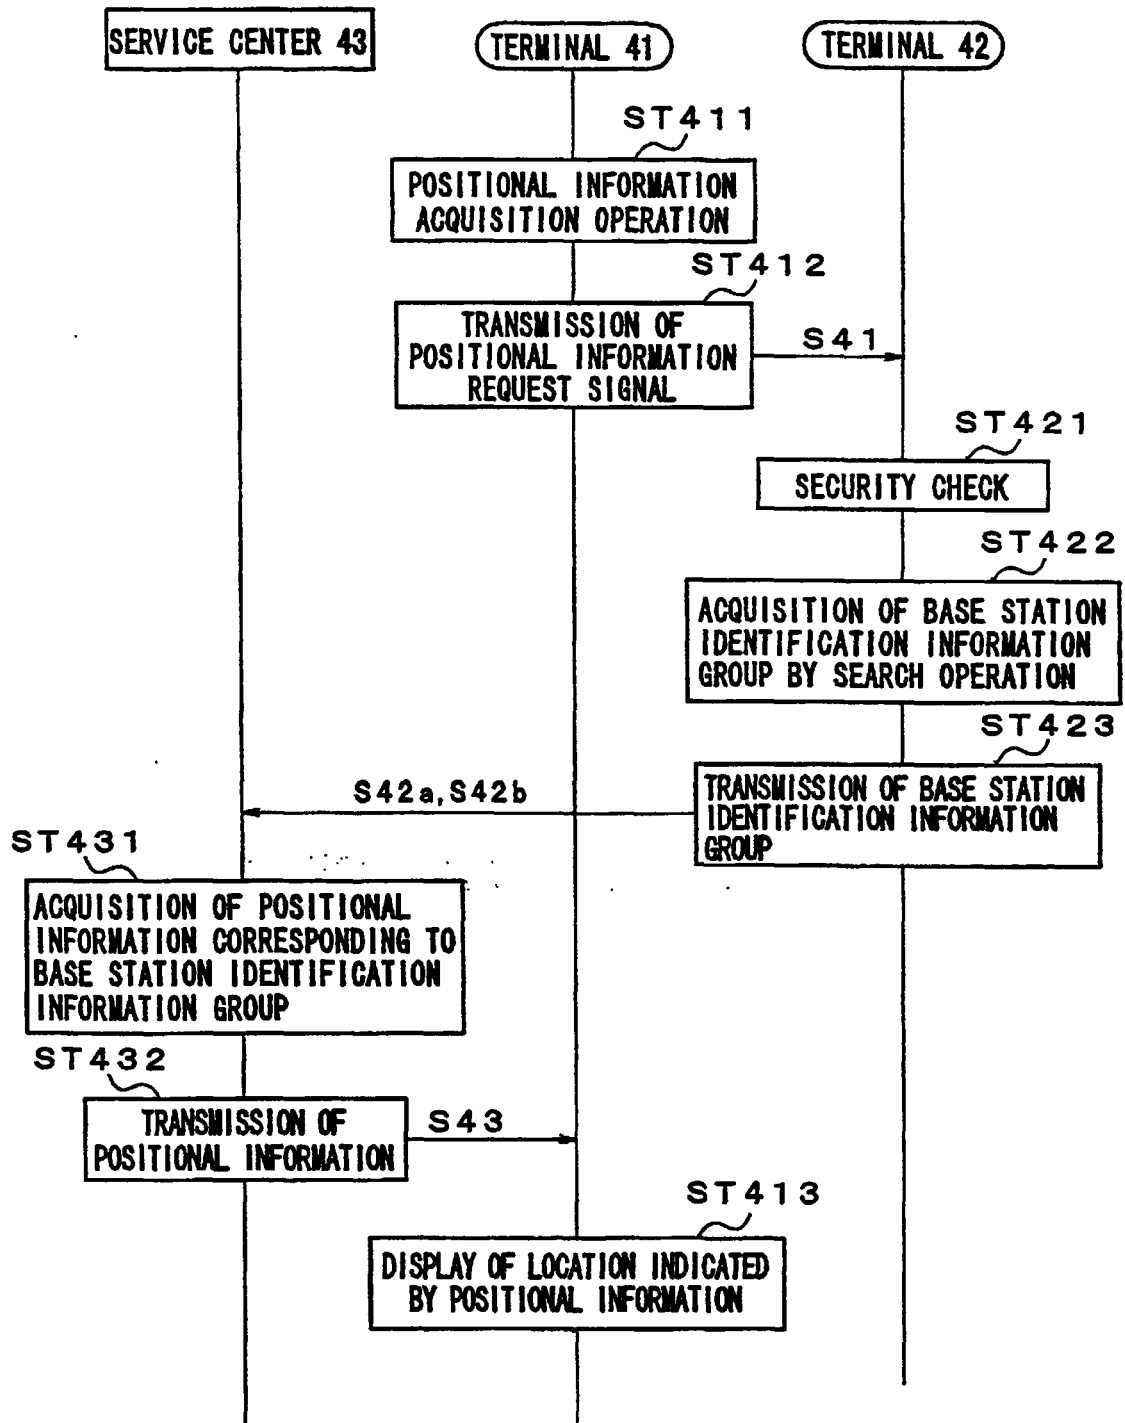 SERVICE CENTER 43
TERMINAL 41
TERMINAL 42
ST411
POSITIONAL INFORMATION
ACQUISITION OPERATION
ST412
TRANSMISSION OF
POSITIONAL INFORMATION
REQUEST SIGNAL
S41
ST421
SECURITY CHECK
ST422
ACQUISITION OF BASE STATION
IDENTIFICATION INFORMATION
GROUP BY SEARCH OPERATION
ST423
TRANSMISSION OF BASE STATION
IDENTIFICATION INFORMATION
GROUP
S42a, S42b
ST431
ACQUISITION OF POSITIONAL
INFORMATION CORRESPONDING TO
BASE STATION IDENTIFICATION
INFORMATION GROUP
ST432
TRANSMISSION OF
POSITIONAL INFORMATION
S43
ST413
DISPLAY OF LOCATION INDICATED
BY POSITIONAL INFORMATION